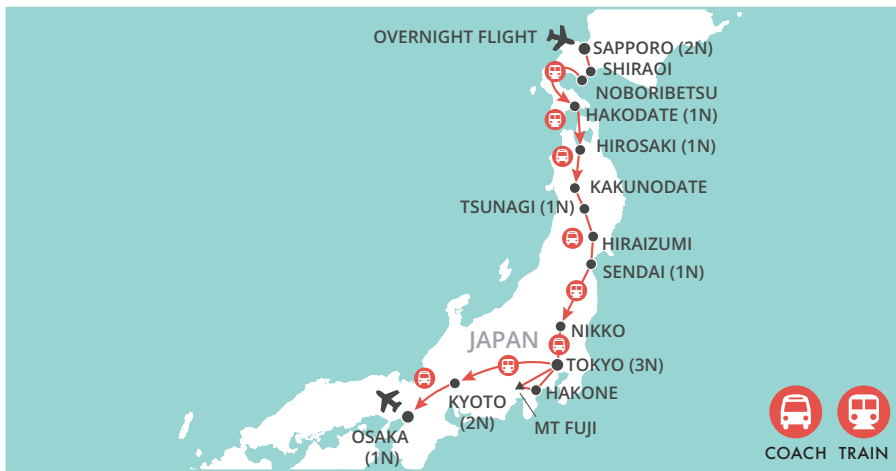 OVERNIGHT FLIGHT
SAPPORO (2N)
SHIRAOI
NOBORIBETSU
HAKODATE (1N)
HIROSAKI (1N)
KAKUNODATE
TSUNAGI (1N)
HIRAIZUMI
SENDAI (1N)
NIKKO
JAPAN
TOKYO (3N)
HAKONE
KYOTO
(2N)
MT FUJI
OSAKA
(1N)
COACH
TRAIN